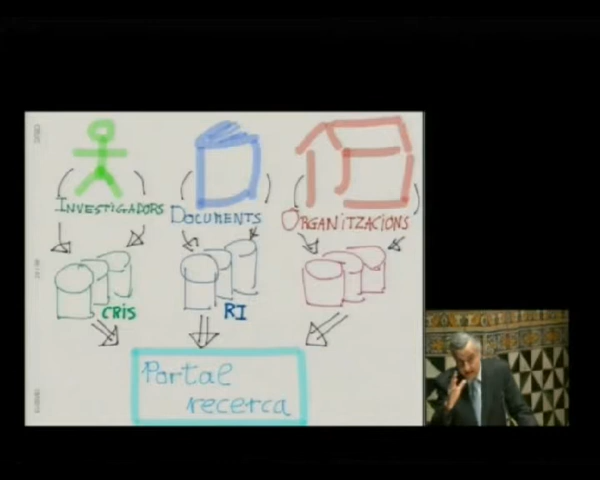 INVESTIGADORS
DOCUMENTS
ORGANITZACIONS
CRIS
RI
Portal
recerca